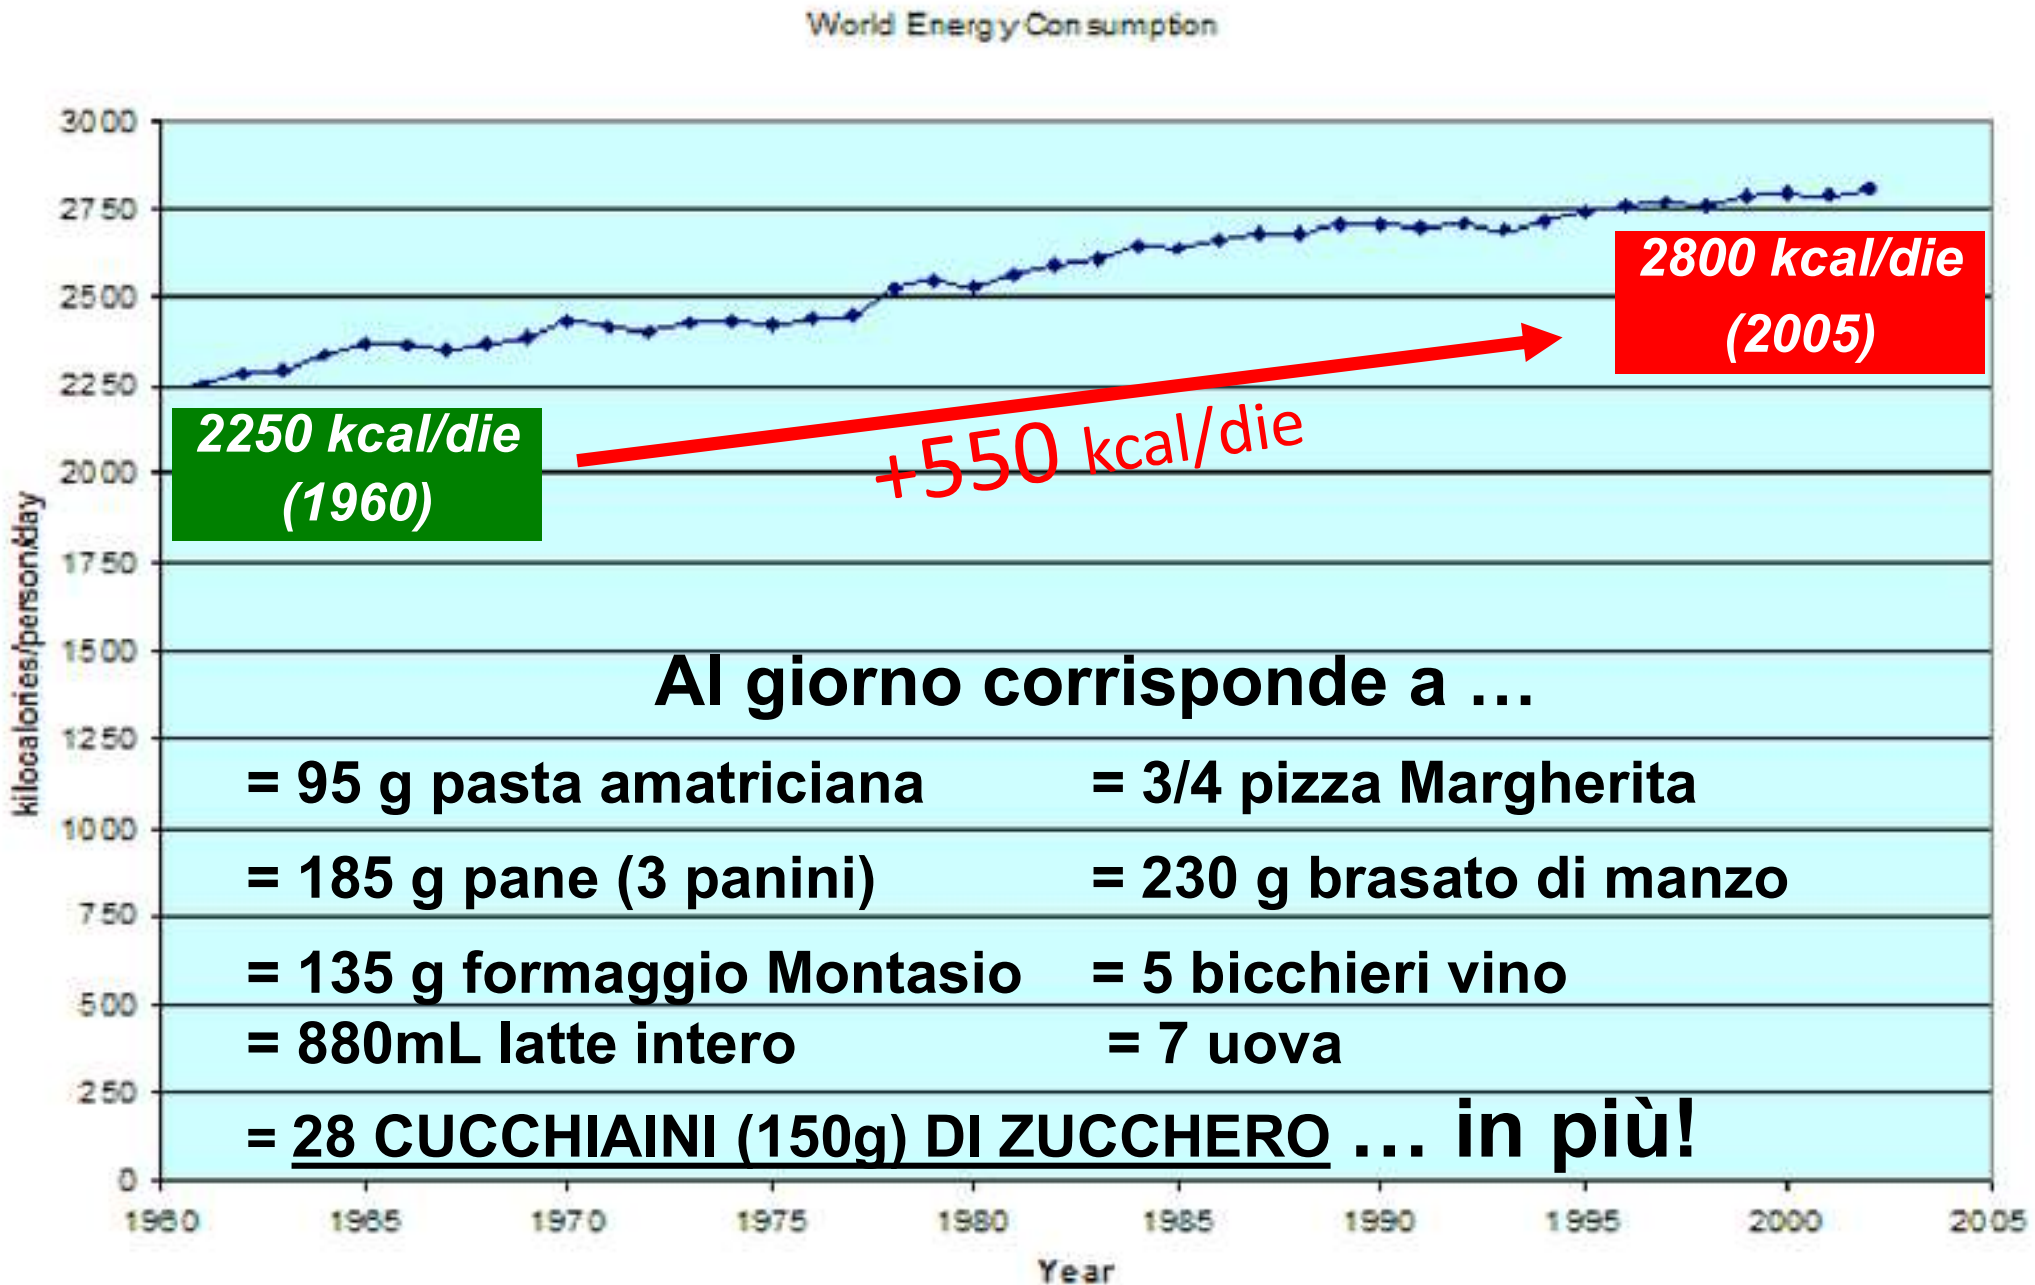 World Energy Consumption
3000
2750
2500
2250
2000
1750
1500
1250
1000
750
500
250
0
kilocalories/person/day
2250 kcal/die
(1960)
+550 kcal/die
2800 kcal/die
(2005)
Al giorno corrisponde a …
= 95 g pasta amatriciana = 3/4 pizza Margherita
= 185 g pane (3 panini) = 230 g brasato di manzo
= 135 g formaggio Montasio = 5 bicchieri vino
= 880mL latte intero = 7 uova
= 28 CUCCHIAINI (150g) DI ZUCCHERO … in più!
1960 1965 1970 1975 1980 1985 1990 1995 2000 2005
Year